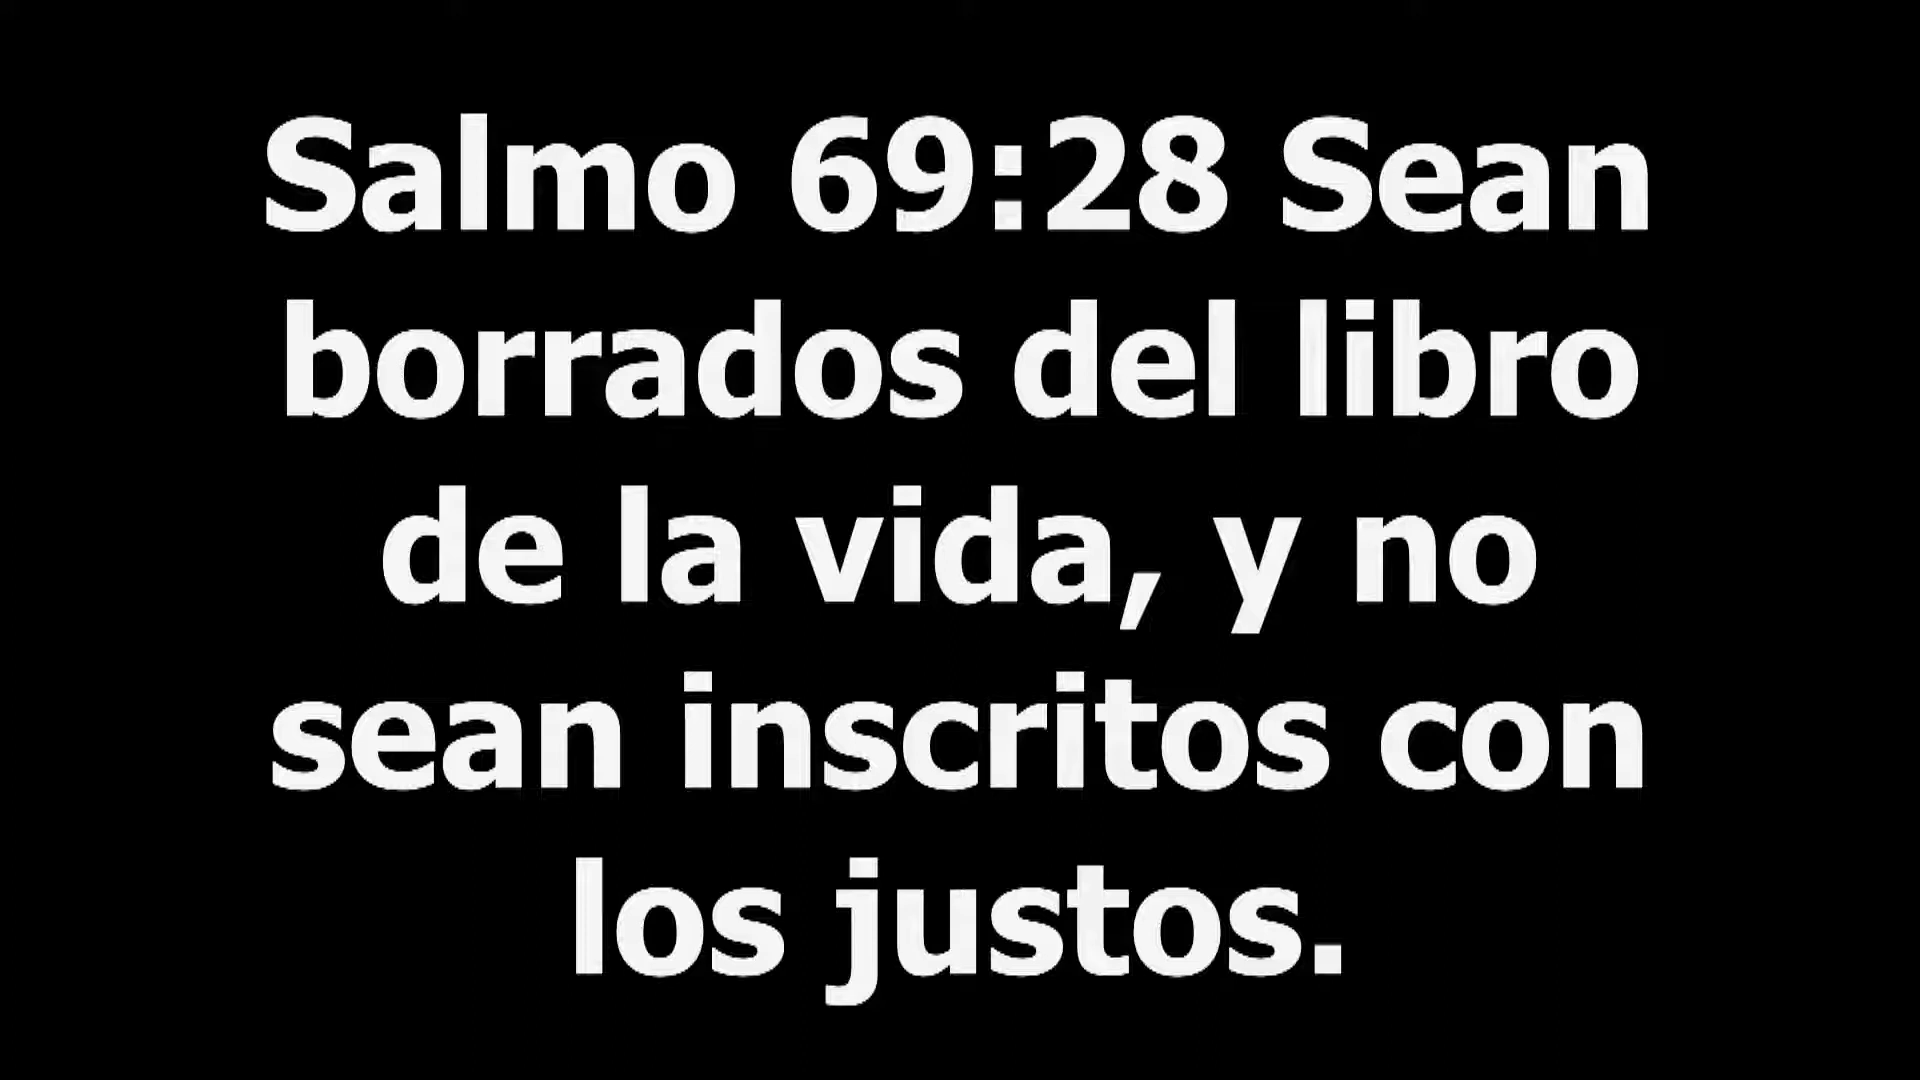 Salmo 69:28 Sean
borrados del libro
de la vida, y no
sean inscritos con
los justos.